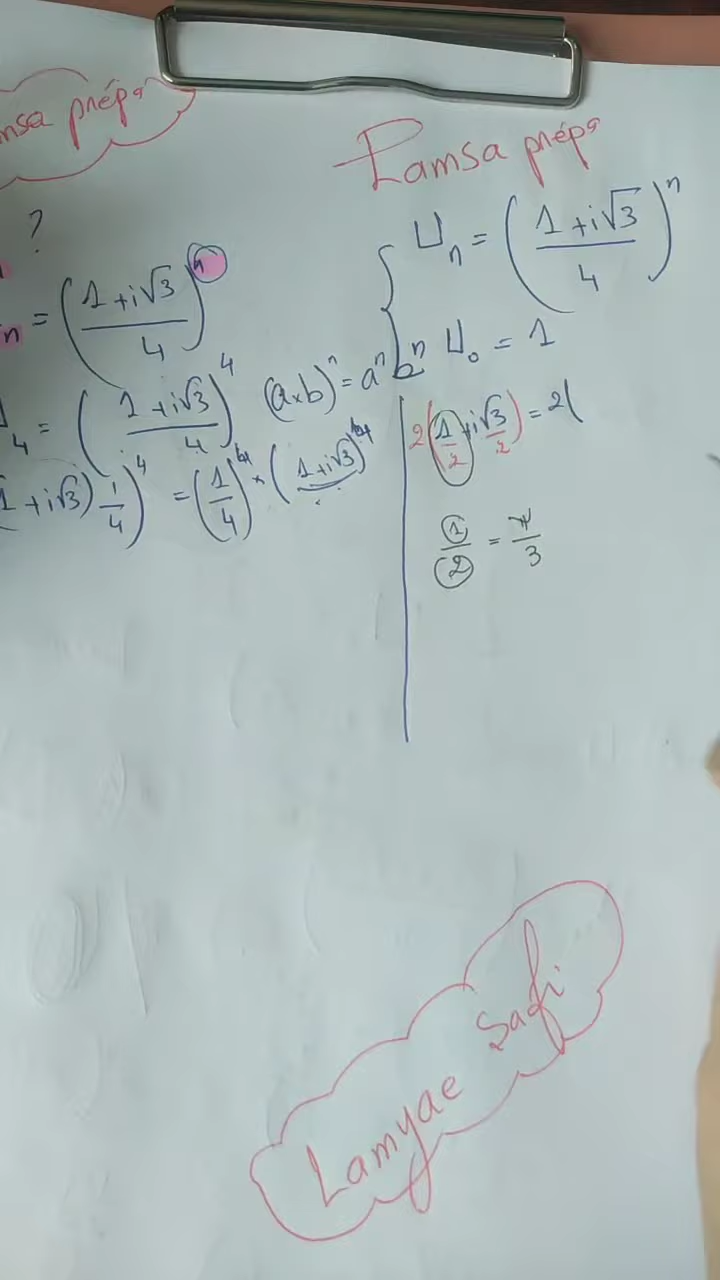 msa prépa
Lamsa prépa
?
n = (1+i√3/4)^n
U_n = (1+i√3/4)^n
U_0 = 1
4 = (1+i√3/4)^4 (a×b)^n = a^n b^n
1+i√3) 1/4)^4 = (1/4)^4 × (1+i√3)^4
2(1/2+i√3/2) = 2(
1/2 = π/3
Lamyae Safi